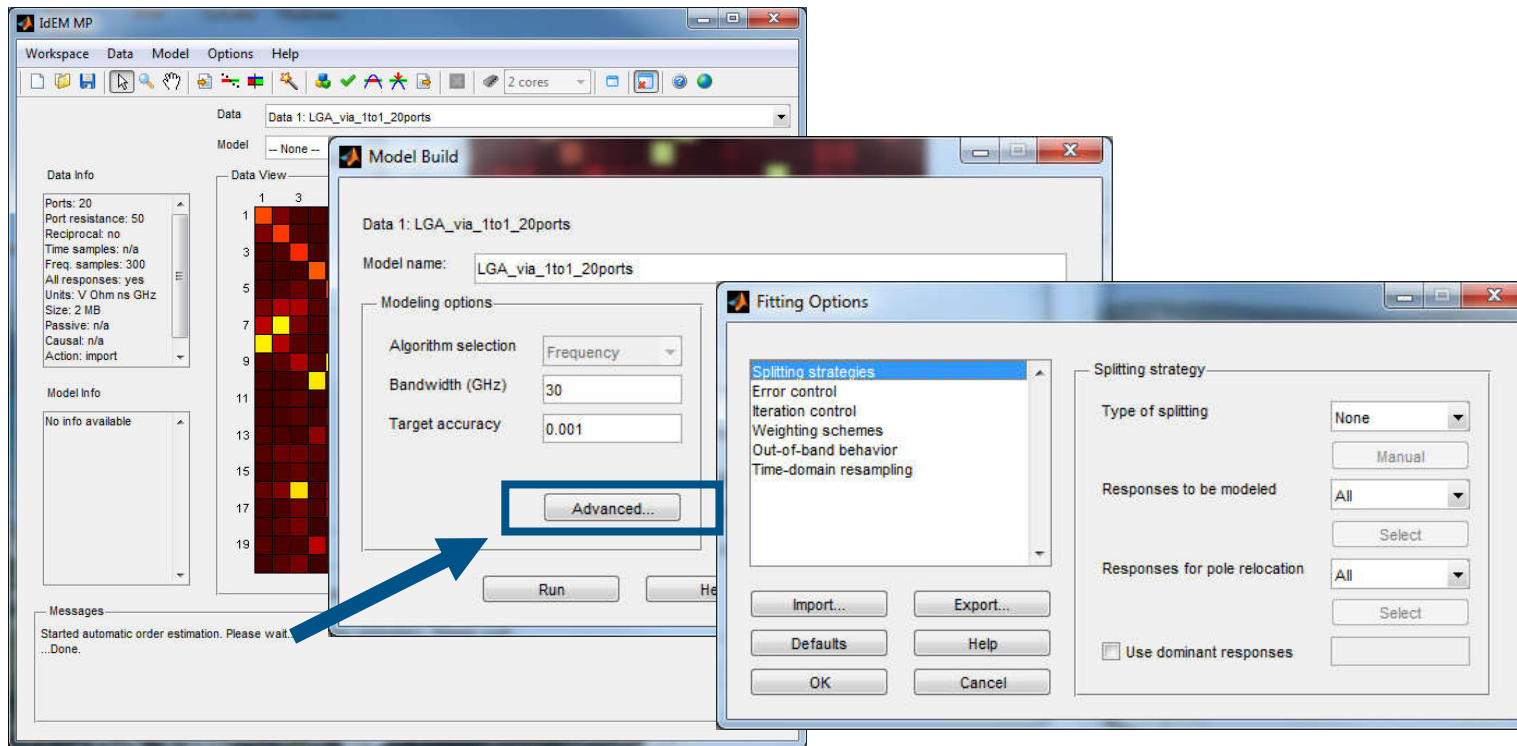 IdEM MP
Workspace Data Model Options Help
2 cores
Data Data 1: LGA_via_1to1_20ports
Model -- None --
Data Info
Ports: 20
Port resistance: 50
Reciprocal: no
Time samples: n/a
Freq. samples: 300
All responses: yes
Units: V Ohm ns GHz
Size: 2 MB
Passive: n/a
Causal: n/a
Action: import
Model Info
No info available
Data View
1 3
1
3
5
7
9
11
13
15
17
19
Messages
Started automatic order estimation. Please wait...
...Done.
Model Build
Data 1: LGA_via_1to1_20ports
Model name: LGA_via_1to1_20ports
Modeling options
Algorithm selection Frequency
Bandwidth (GHz) 30
Target accuracy 0.001
Advanced...
Run He
Fitting Options
Splitting strategies
Error control
Iteration control
Weighting schemes
Out-of-band behavior
Time-domain resampling
Import... Export...
Defaults Help
OK Cancel
Splitting strategy
Type of splitting None
Manual
Responses to be modeled All
Select
Responses for pole relocation All
Select
Use dominant responses